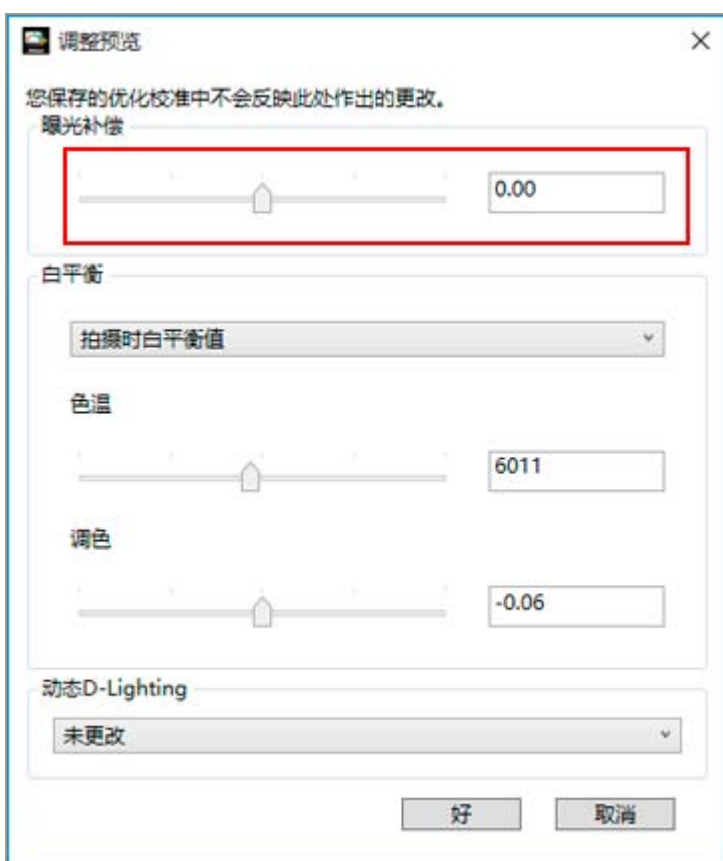 调整预览
您保存的优化校准中不会反映此处作出的更改。
曝光补偿
0.00
白平衡
拍摄时白平衡值
色温
6011
调色
-0.06
动态D-Lighting
未更改
好
取消